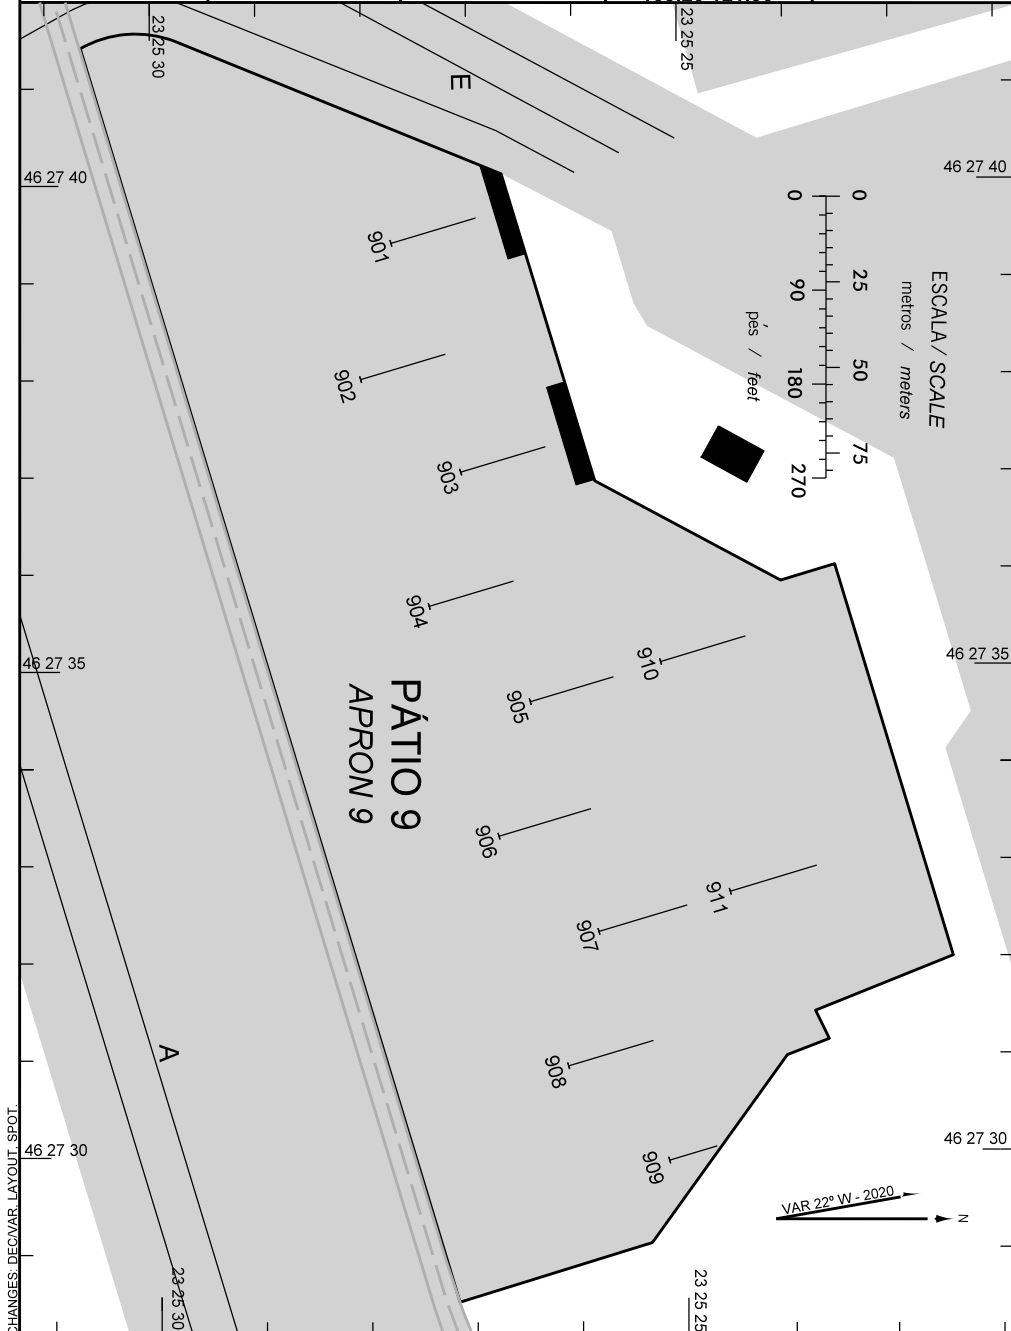 23 25 30
23 25 25
E
46 27 40
46 27 40
0
0
25
90
50
180
75
270
ESCALA / SCALE
metros / meters
pés / feet
901
902
903
904
910
905
46 27 35
46 27 35
PÁTIO 9
APRON 9
906
911
907
908
909
A
46 27 30
46 27 30
VAR 22º W - 2020
N
23 25 30
23 25 25
CHANGES: DEC/VAR, LAYOUT, SPOT.